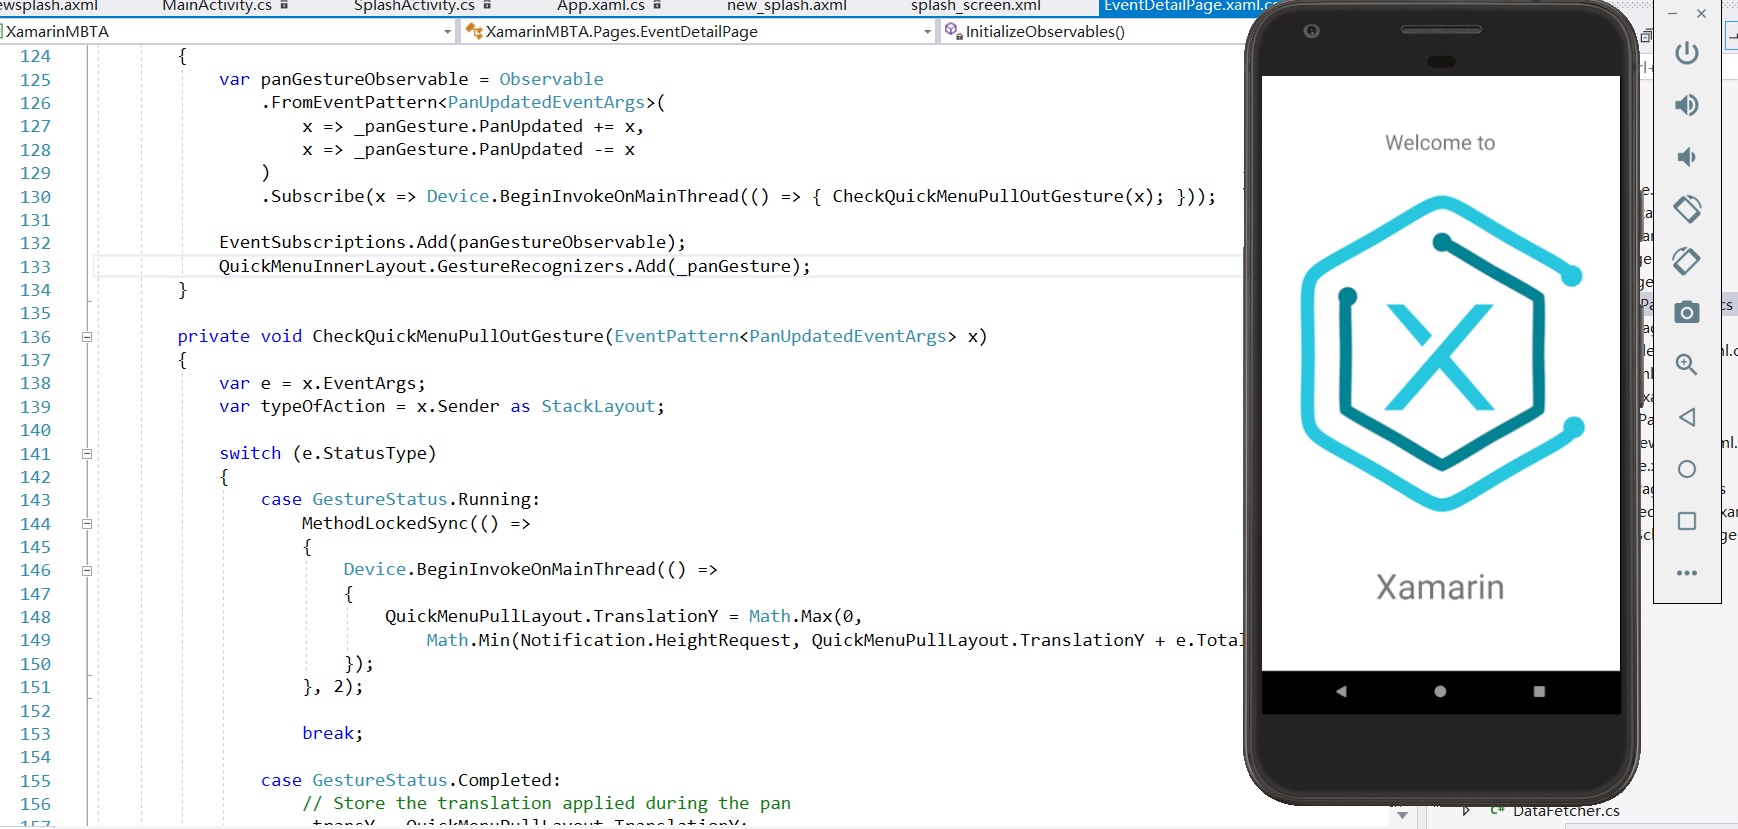 ewsplash.axml MainActivity.cs SplashActivity.cs App.xaml.cs new_splash.axml splash_screen.xml EventDetailPage.xaml.cs
XamarinMBTA XamarinMBTA.Pages.EventDetailPage InitializeObservables()
124 {
125 var panGestureObservable = Observable
126 .FromEventPattern<PanUpdatedEventArgs>(
127 x => _panGesture.PanUpdated += x,
128 x => _panGesture.PanUpdated -= x
129 )
130 .Subscribe(x => Device.BeginInvokeOnMainThread(() => { CheckQuickMenuPullOutGesture(x); }));
131
132 EventSubscriptions.Add(panGestureObservable);
133 QuickMenuInnerLayout.GestureRecognizers.Add(_panGesture);
134 }
135
136 private void CheckQuickMenuPullOutGesture(EventPattern<PanUpdatedEventArgs> x)
137 {
138 var e = x.EventArgs;
139 var typeOfAction = x.Sender as StackLayout;
140
141 switch (e.StatusType)
142 {
143 case GestureStatus.Running:
144 MethodLockedSync(() =>
145 {
146 Device.BeginInvokeOnMainThread(() =>
147 {
148 QuickMenuPullLayout.TranslationY = Math.Max(0,
149 Math.Min(Notification.HeightRequest, QuickMenuPullLayout.TranslationY + e.Total
150 });
151 }, 2);
152
153 break;
154
155 case GestureStatus.Completed:
156 // Store the translation applied during the pan
157 transY = QuickMenuPullLayout.TranslationY;
Welcome to
X
Xamarin
DataFetcher.cs